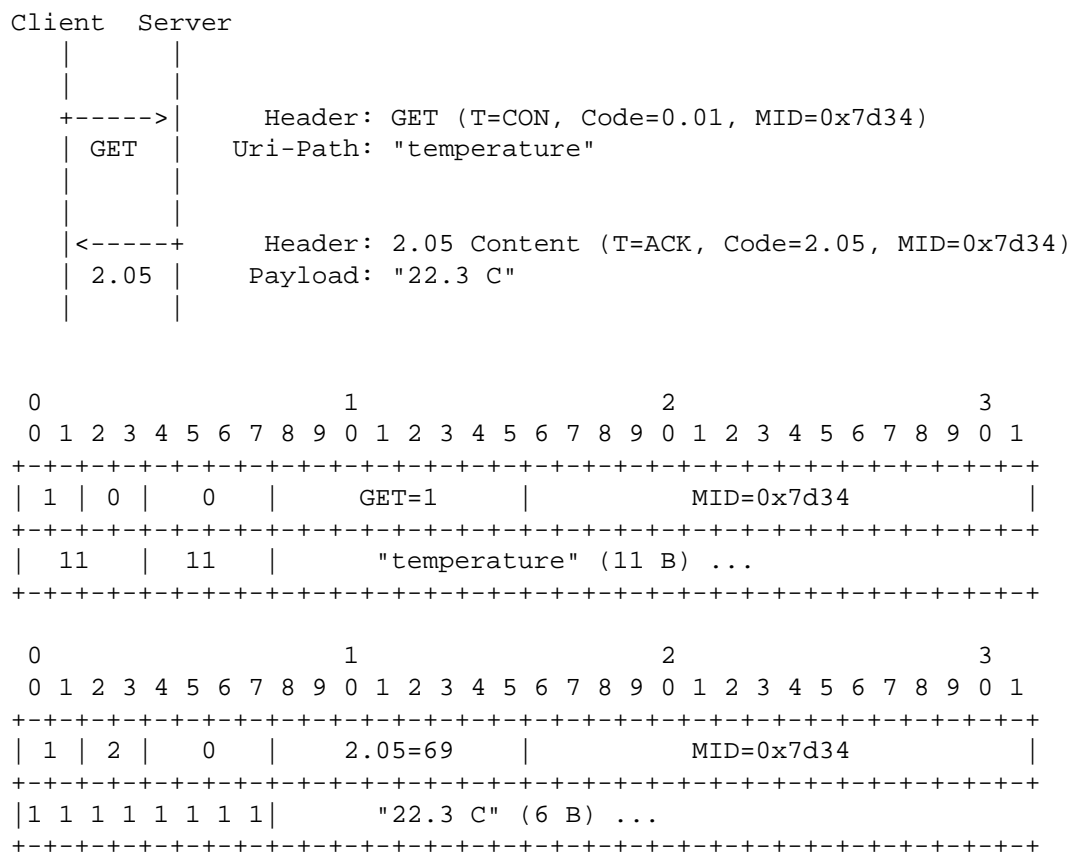 Client  Server
   |      |
   |      |
   +----->|     Header: GET (T=CON, Code=0.01, MID=0x7d34)
   | GET  |   Uri-Path: "temperature"
   |      |
   |      |
   |<-----+     Header: 2.05 Content (T=ACK, Code=2.05, MID=0x7d34)
   | 2.05 |    Payload: "22.3 C"
   |      |
 0                   1                   2                   3
 0 1 2 3 4 5 6 7 8 9 0 1 2 3 4 5 6 7 8 9 0 1 2 3 4 5 6 7 8 9 0 1
+-+-+-+-+-+-+-+-+-+-+-+-+-+-+-+-+-+-+-+-+-+-+-+-+-+-+-+-+-+-+-+-+
| 1 | 0 |   0   |     GET=1     |          MID=0x7d34           |
+-+-+-+-+-+-+-+-+-+-+-+-+-+-+-+-+-+-+-+-+-+-+-+-+-+-+-+-+-+-+-+-+
|  11   |  11   |      "temperature" (11 B) ...
+-+-+-+-+-+-+-+-+-+-+-+-+-+-+-+-+-+-+-+-+-+-+-+-+-+-+-+-+-+-+-+-+
 0                   1                   2                   3
 0 1 2 3 4 5 6 7 8 9 0 1 2 3 4 5 6 7 8 9 0 1 2 3 4 5 6 7 8 9 0 1
+-+-+-+-+-+-+-+-+-+-+-+-+-+-+-+-+-+-+-+-+-+-+-+-+-+-+-+-+-+-+-+-+
| 1 | 2 |   0   |    2.05=69    |          MID=0x7d34           |
+-+-+-+-+-+-+-+-+-+-+-+-+-+-+-+-+-+-+-+-+-+-+-+-+-+-+-+-+-+-+-+-+
|1 1 1 1 1 1 1 1|      "22.3 C" (6 B) ...
+-+-+-+-+-+-+-+-+-+-+-+-+-+-+-+-+-+-+-+-+-+-+-+-+-+-+-+-+-+-+-+-+